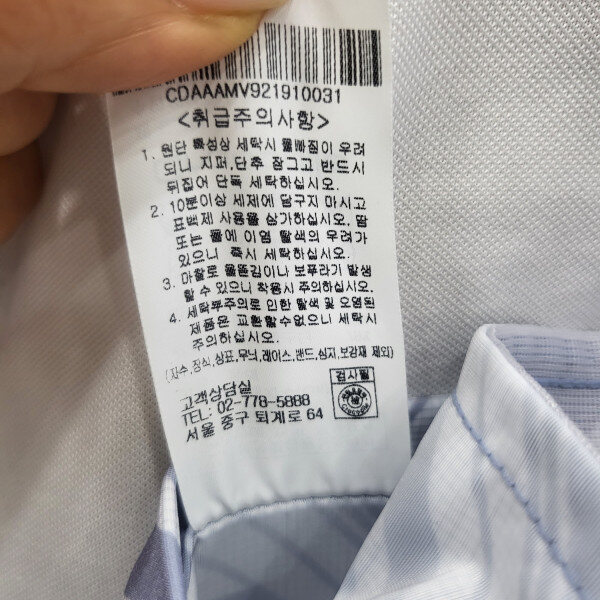 CDAAAMV921910031
<취급주의사항>
1. 원단 특성상 세탁시 물빠짐이 우려
되니 지퍼,단추 잠그고 반드시
뒤집어 단독 세탁하십시오.
2. 10분이상 세제에 담구지 마시고
표백제 사용을 삼가하십시오, 땀
또는 물에 이염 탈색의 우려가
있으니 즉시 세탁하십시오.
3. 마찰로 올뜯김이나 보푸라기 발생
할 수 있으니 착용시 주의하십시오.
4. 세탁부주의로 인한 탈색 및 오염된
제품은 교환할수없으니 세탁시
주의하십시오.
(자수,장식,상표,무늬,레이스,밴드,심지,보강재 제외)
고객상담실
TEL: 02-778-5888
서울 중구 퇴계로 64
검사필